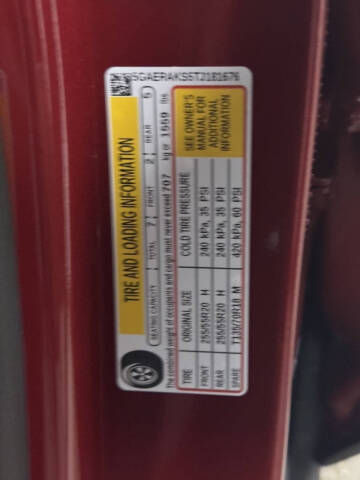 5GAERAKS5T2181676
TIRE AND LOADING INFORMATION
SEATING CAPACITY TOTAL 7 FRONT 2 REAR 5
The combined weight of occupants and cargo must never exceed 707 kg or 1559 lbs.
TIRE ORIGINAL SIZE COLD TIRE PRESSURE
FRONT 255/55R20 H 240 kPa, 35 PSI
REAR 255/55R20 H 240 kPa, 35 PSI
SPARE T135/70R18 M 420 kPa, 60 PSI
SEE OWNER'S
MANUAL FOR
ADDITIONAL
INFORMATION